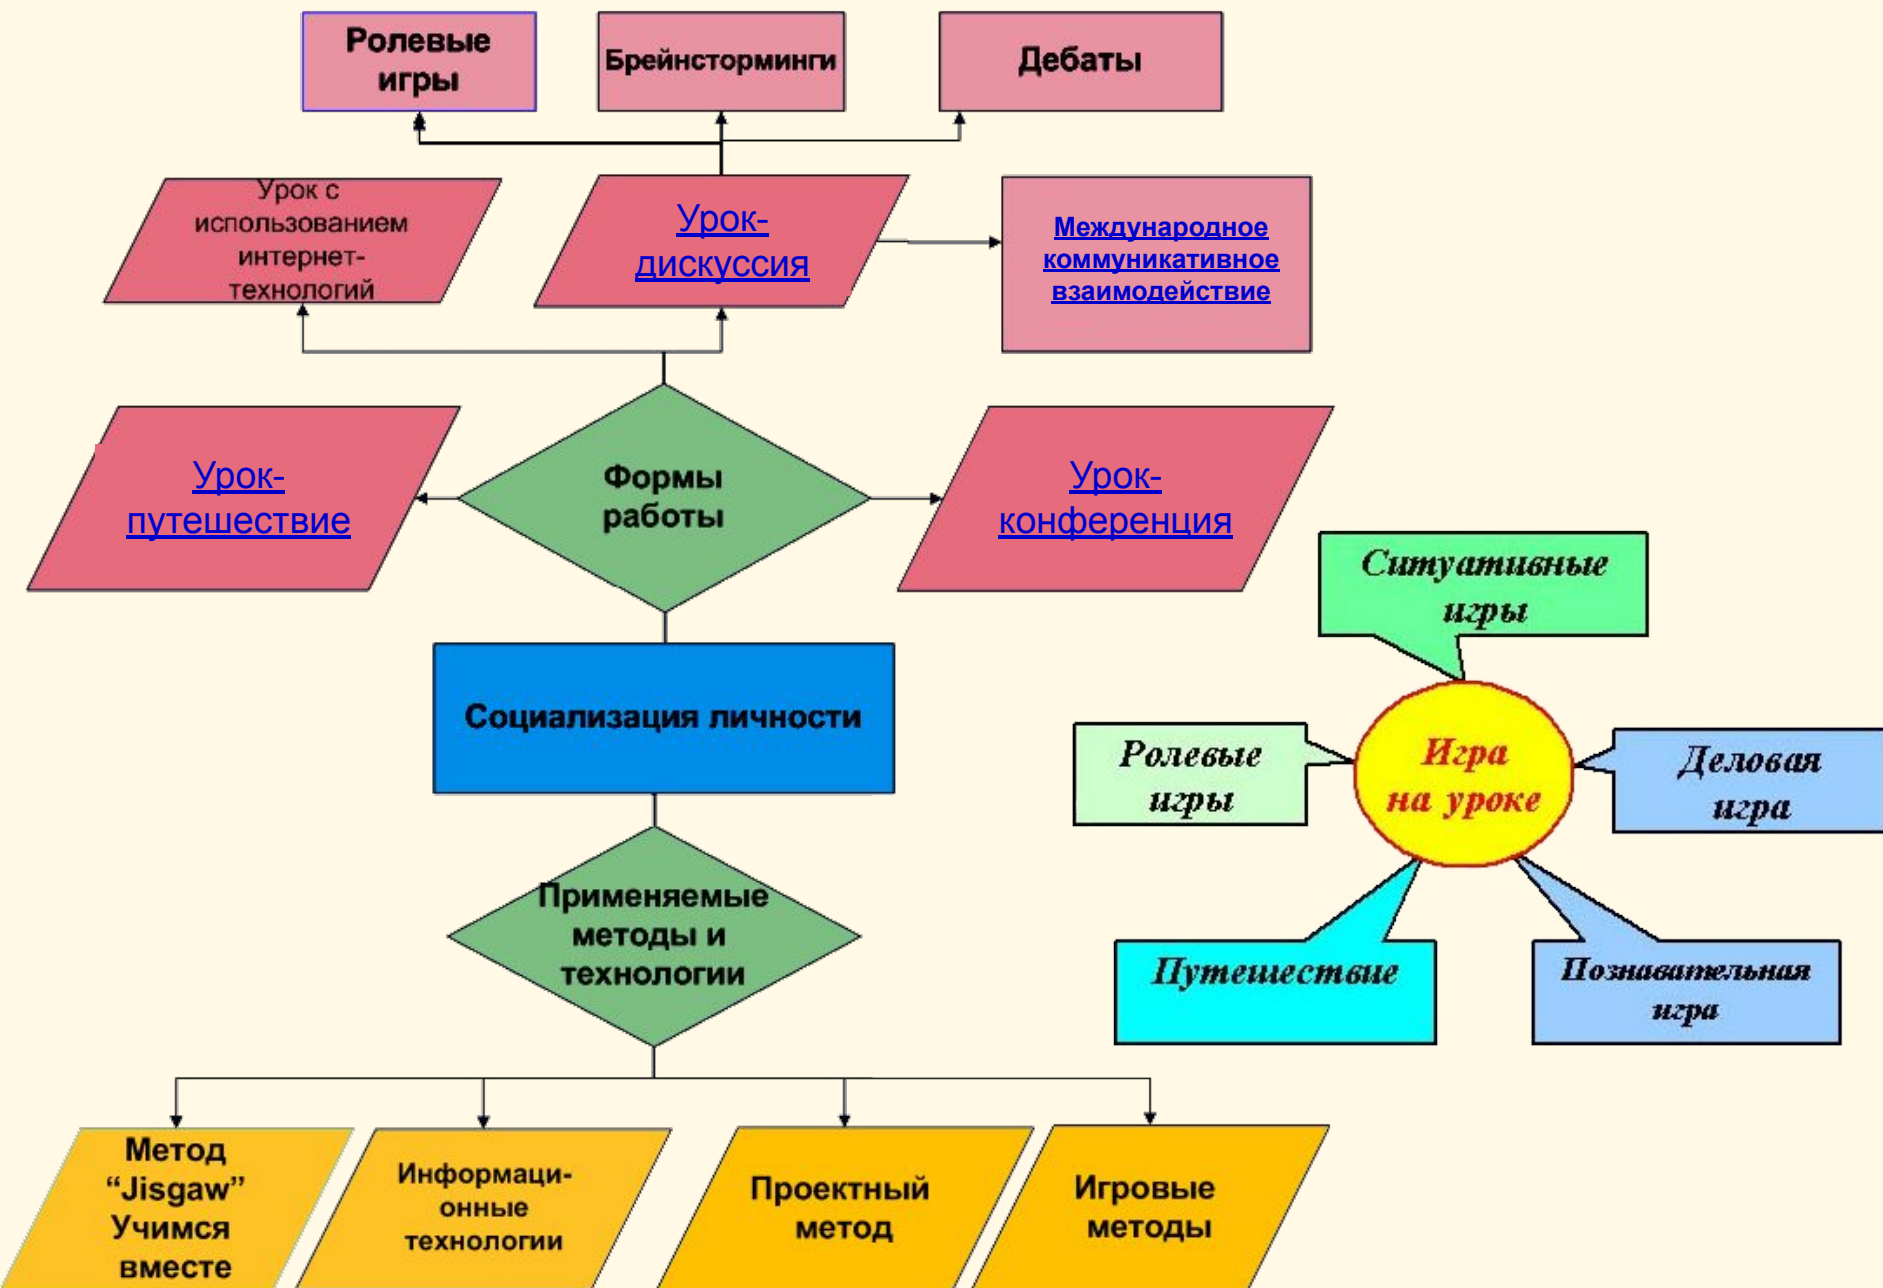 Ролевые
игры
Брейнсторминги
Дебаты
Урок с
использованием
интернет-
технологий
Урок-
дискуссия
Международное
коммуникативное
взаимодействие
Урок-
путешествие
Формы
работы
Урок-
конференция
Социализация личности
Применяемые
методы и
технологии
Метод
“Jisgaw”
Учимся
вместе
Информаци-
онные
технологии
Проектный
метод
Игровые
методы
Ситуативные
игры
Ролевые
игры
Игра
на уроке
Деловая
игра
Путешествие
Познавательная
игра